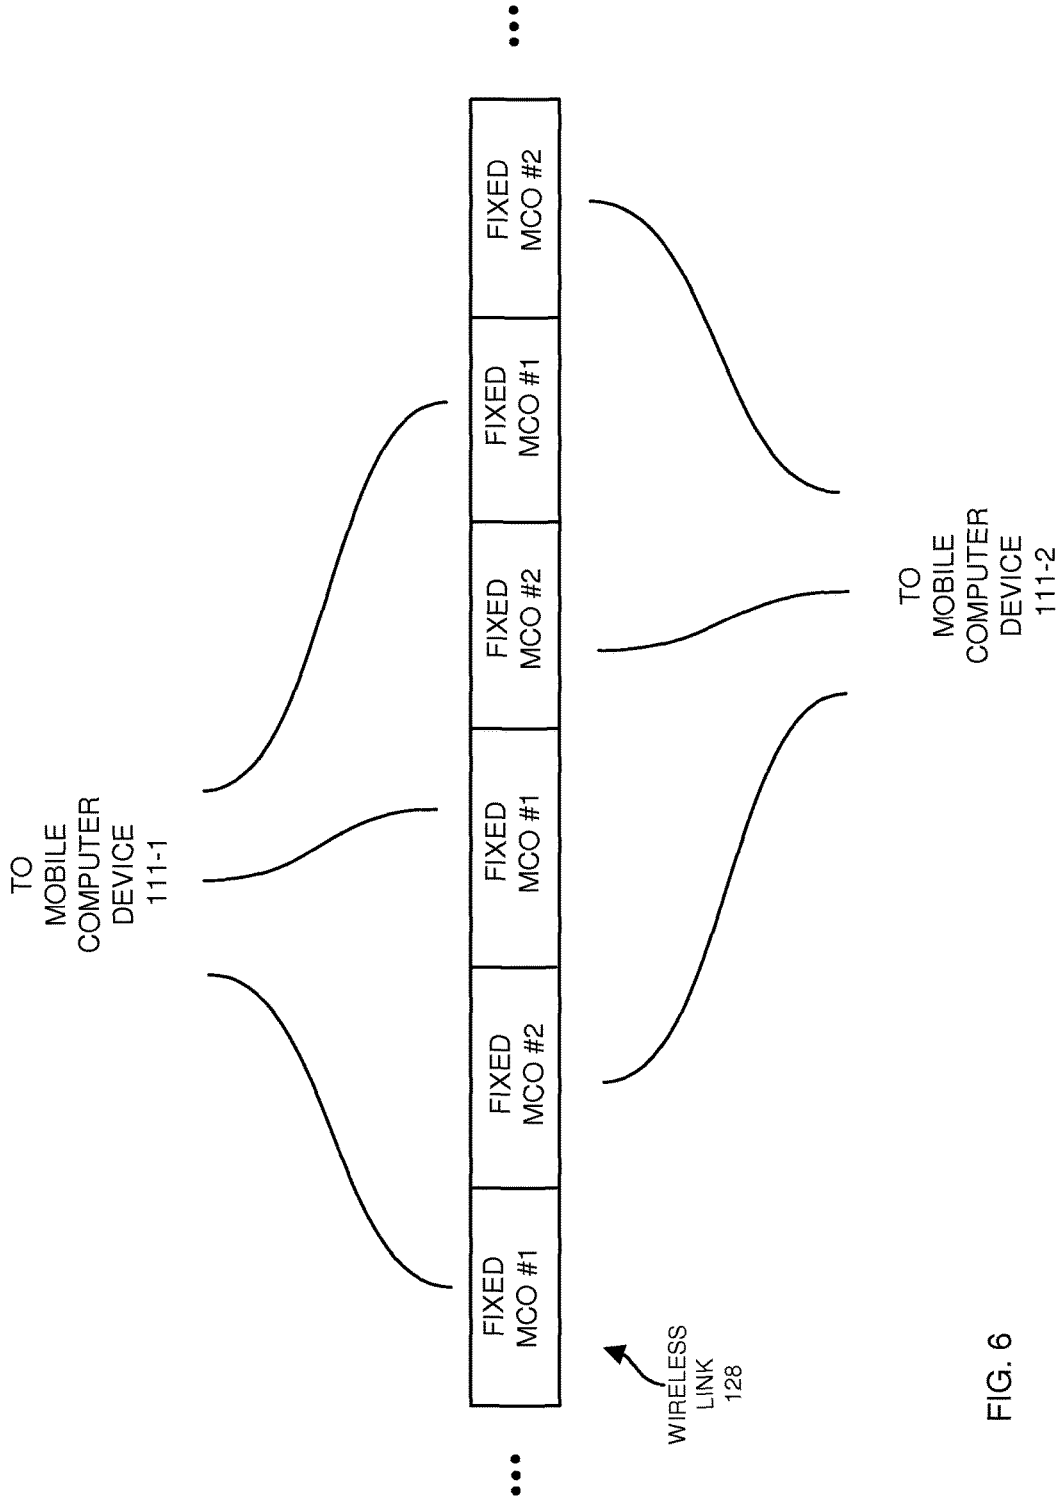 TO
MOBILE
COMPUTER
DEVICE
111-1
FIXED
MCO #1
FIXED
MCO #2
FIXED
MCO #1
FIXED
MCO #2
FIXED
MCO #1
FIXED
MCO #2
WIRELESS
LINK
128
TO
MOBILE
COMPUTER
DEVICE
111-2
FIG. 6